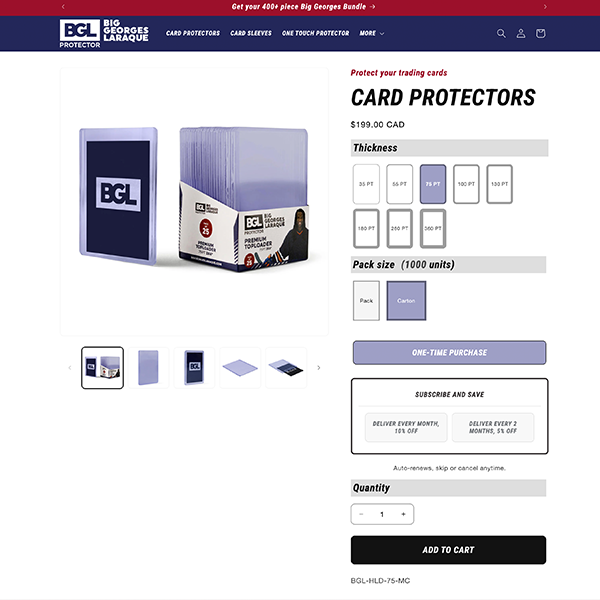 Get your 400+ piece Big Georges Bundle →
BGL
PROTECTOR
BIG
GEORGES
LARAQUE
CARD PROTECTORS
CARD SLEEVES
ONE TOUCH PROTECTOR
MORE
Protect your trading cards
CARD PROTECTORS
$199.00 CAD
Thickness
35 PT
55 PT
75 PT
100 PT
130 PT
180 PT
260 PT
360 PT
Pack size (1000 units)
Pack
Carton
ONE-TIME PURCHASE
SUBSCRIBE AND SAVE
DELIVER EVERY MONTH,
10% OFF
DELIVER EVERY 2
MONTHS, 5% OFF
Auto-renews, skip or cancel anytime.
Quantity
− 1 +
ADD TO CART
BGL-HLD-75-MC
BGL
BGL
PROTECTOR
BIG
GEORGES
LARAQUE
25
PREMIUM
TOPLOADER